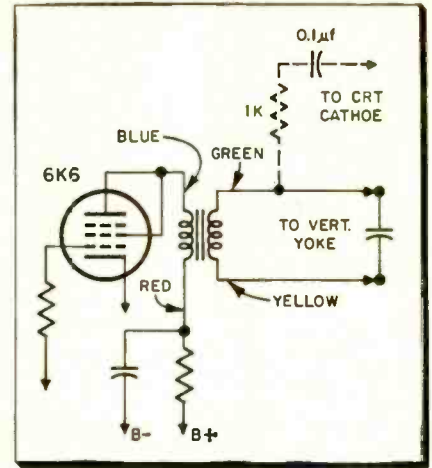 0.1µf
1K
TO CRT
CATHOE
BLUE
GREEN
6K6
TO VERT.
YOKE
RED
YELLOW
B-
B+